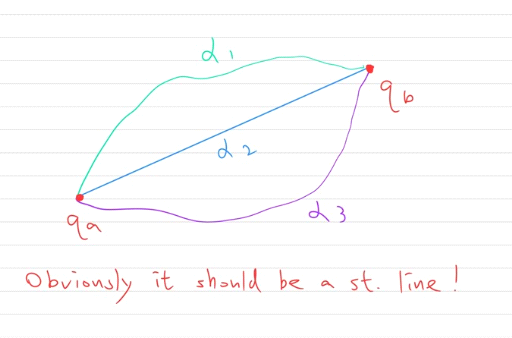 α1
qb
α2
qa
α3
Obviously it should be a st. line!